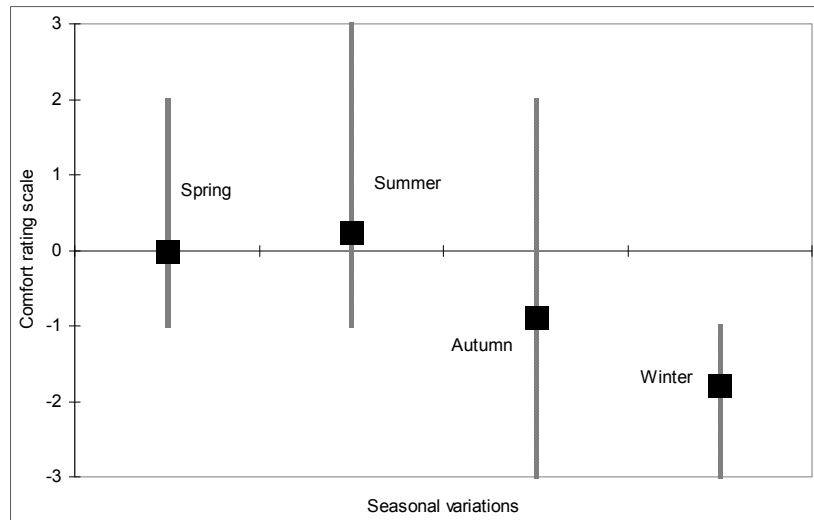 3
2
1
0
-1
-2
-3
Comfort rating scale
Spring
Summer
Autumn
Winter
Seasonal variations